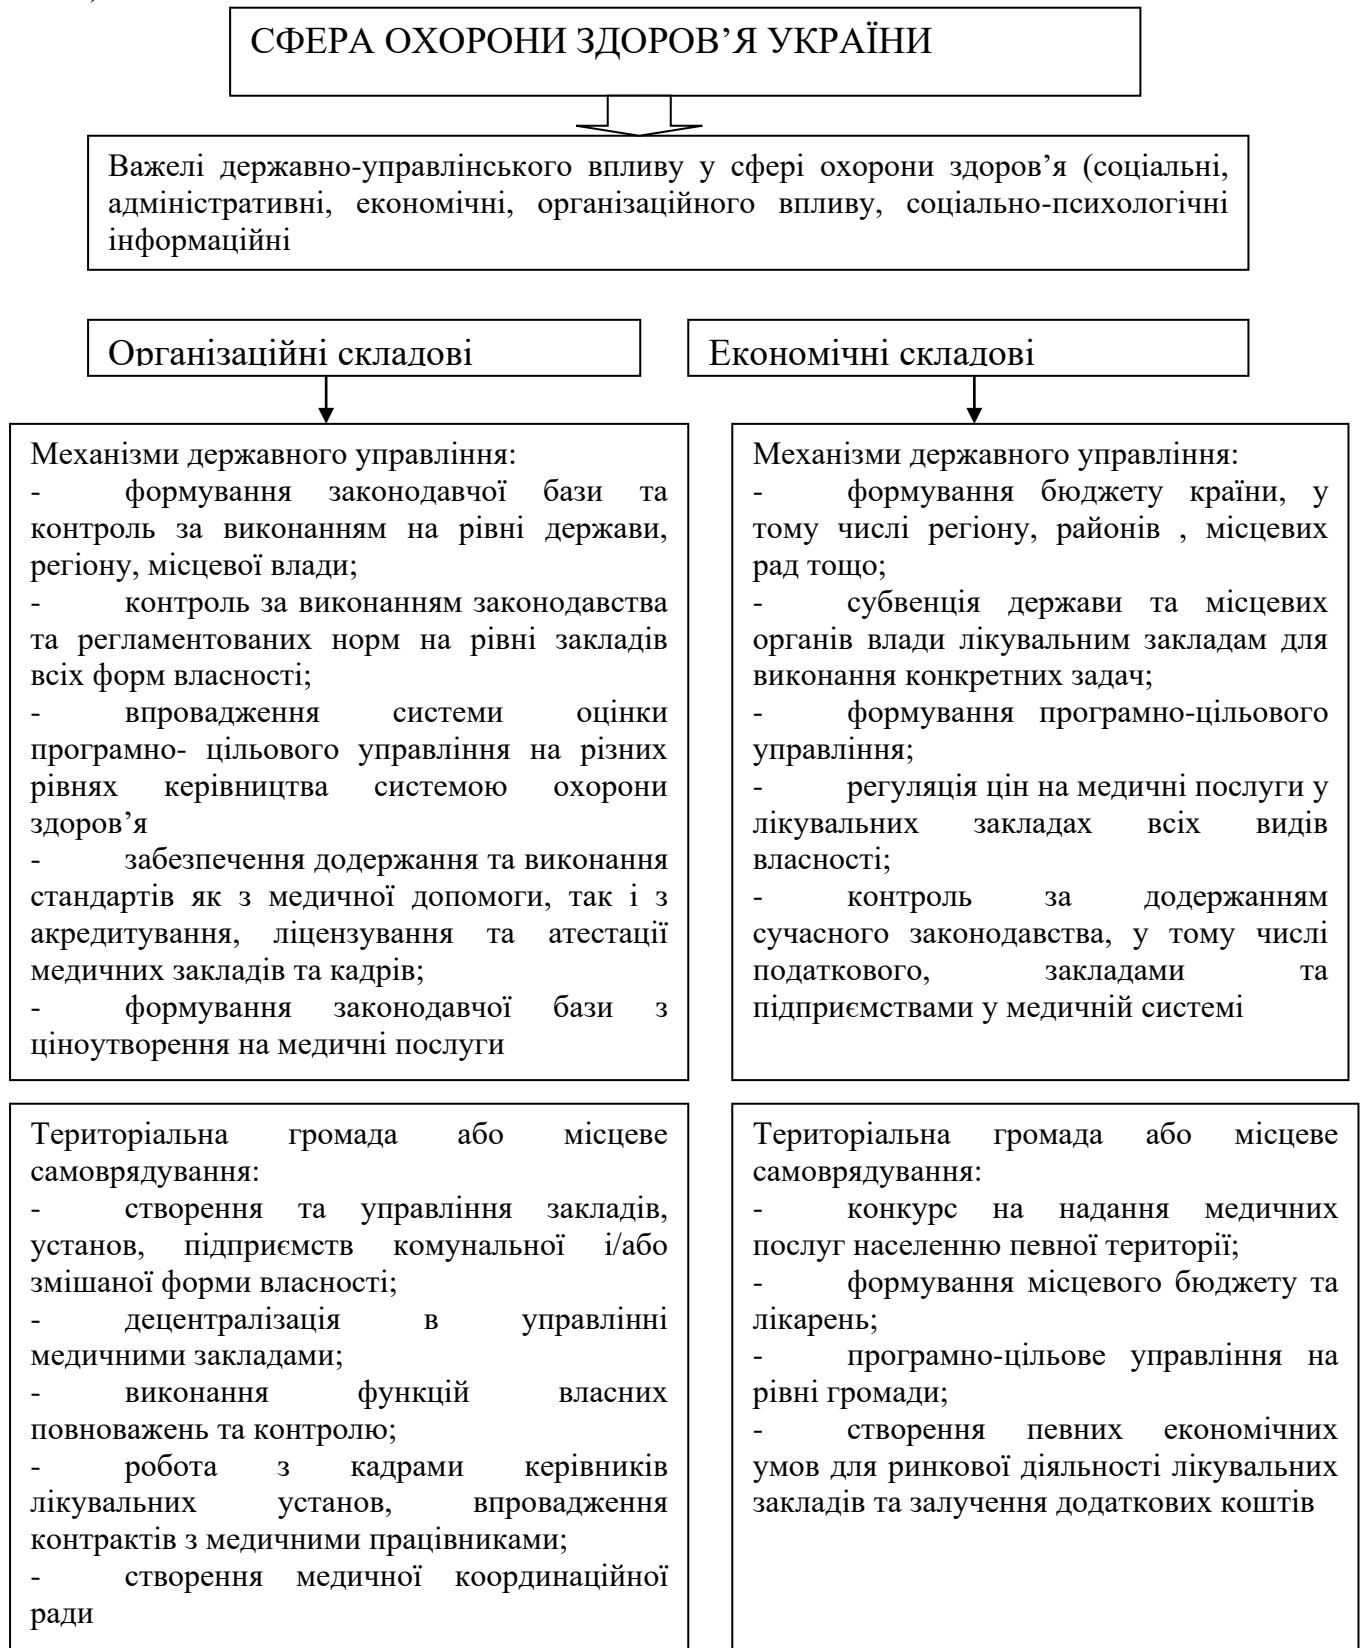 СФЕРА ОХОРОНИ ЗДОРОВ’Я УКРАЇНИ
Важелі державно-управлінського впливу у сфері охорони здоров’я (соціальні,
адміністративні, економічні, організаційного впливу, соціально-психологічні
інформаційні
Організаційні складові
Економічні складові
Механізми державного управління:
- формування законодавчої бази та
контроль за виконанням на рівні держави,
регіону, місцевої влади;
- контроль за виконанням законодавства
та регламентованих норм на рівні закладів
всіх форм власності;
- впровадження системи оцінки
програмно- цільового управління на різних
рівнях керівництва системою охорони
здоров’я
- забезпечення додержання та виконання
стандартів як з медичної допомоги, так і з
акредитування, ліцензування та атестації
медичних закладів та кадрів;
- формування законодавчої бази з
ціноутворення на медичні послуги
Механізми державного управління:
- формування бюджету країни, у
тому числі регіону, районів , місцевих
рад тощо;
- субвенція держави та місцевих
органів влади лікувальним закладам для
виконання конкретних задач;
- формування програмно-цільового
управління;
- регуляція цін на медичні послуги у
лікувальних закладах всіх видів
власності;
- контроль за додержанням
сучасного законодавства, у тому числі
податкового, закладами та
підприємствами у медичній системі
Територіальна громада або місцеве
самоврядування:
- створення та управління закладів,
установ, підприємств комунальної і/або
змішаної форми власності;
- децентралізація в управлінні
медичними закладами;
- виконання функцій власних
повноважень та контролю;
- робота з кадрами керівників
лікувальних установ, впровадження
контрактів з медичними працівниками;
- створення медичної координаційної
ради
Територіальна громада або місцеве
самоврядування:
- конкурс на надання медичних
послуг населенню певної території;
- формування місцевого бюджету та
лікарень;
- програмно-цільове управління на
рівні громади;
- створення певних економічних
умов для ринкової діяльності лікувальних
закладів та залучення додаткових коштів